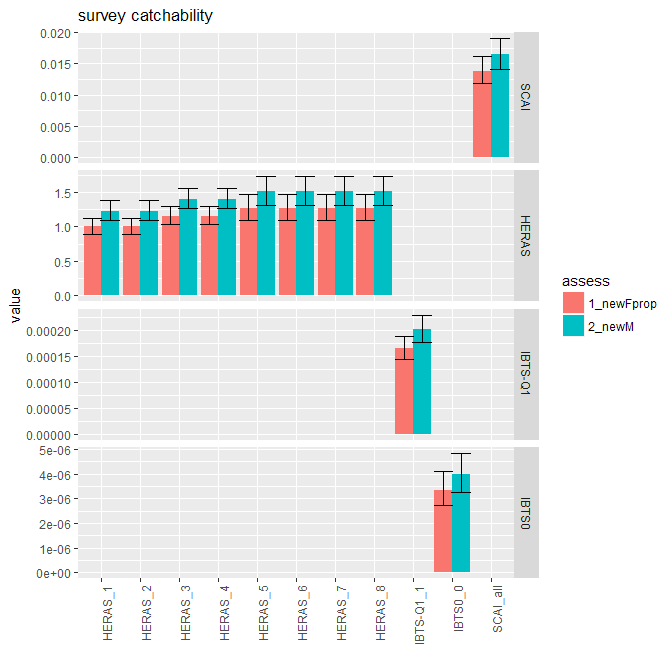 survey catchability
value
0.020
0.015
0.010
0.005
0.000
SCAI
1.5
1.0
0.5
0.0
HERAS
0.00020
0.00015
0.00010
0.00005
0.00000
IBTS-Q1
5e-06
4e-06
3e-06
2e-06
1e-06
0e+00
IBTS0
HERAS_1
HERAS_2
HERAS_3
HERAS_4
HERAS_5
HERAS_6
HERAS_7
HERAS_8
IBTS-Q1_1
IBTS0_0
SCAI_all
assess
1_newFprop
2_newM